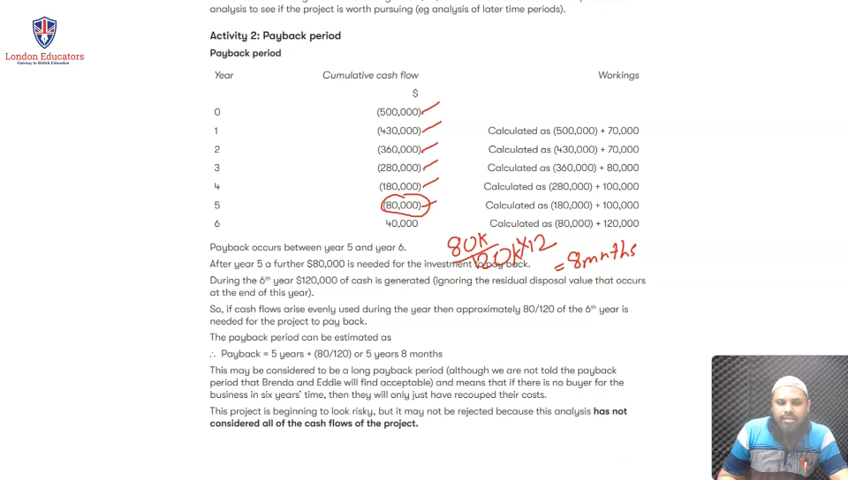 analysis to see if the project is worth pursuing (eg analysis of later time periods).
London Educators
Gateway to British Education
Activity 2: Payback period
Payback period
Year Cumulative cash flow Workings
$
0 (500,000)
1 (430,000) Calculated as (500,000) + 70,000
2 (360,000) Calculated as (430,000) + 70,000
3 (280,000) Calculated as (360,000) + 80,000
4 (180,000) Calculated as (280,000) + 100,000
5 (80,000) Calculated as (180,000) + 100,000
6 40,000 Calculated as (80,000) + 120,000
Payback occurs between year 5 and year 6.
80K/120K × 12 = 8 mnths
After year 5 a further $80,000 is needed for the investment to pay back.
During the 6th year $120,000 of cash is generated (ignoring the residual disposal value that occurs
at the end of this year).
So, if cash flows arise evenly used during the year then approximately 80/120 of the 6th year is
needed for the project to pay back.
The payback period can be estimated as
∴ Payback = 5 years + (80/120) or 5 years 8 months
This may be considered to be a long payback period (although we are not told the payback
period that Brenda and Eddie will find acceptable) and means that if there is no buyer for the
business in six years' time, then they will only just have recouped their costs.
This project is beginning to look risky, but it may not be rejected because this analysis has not
considered all of the cash flows of the project.